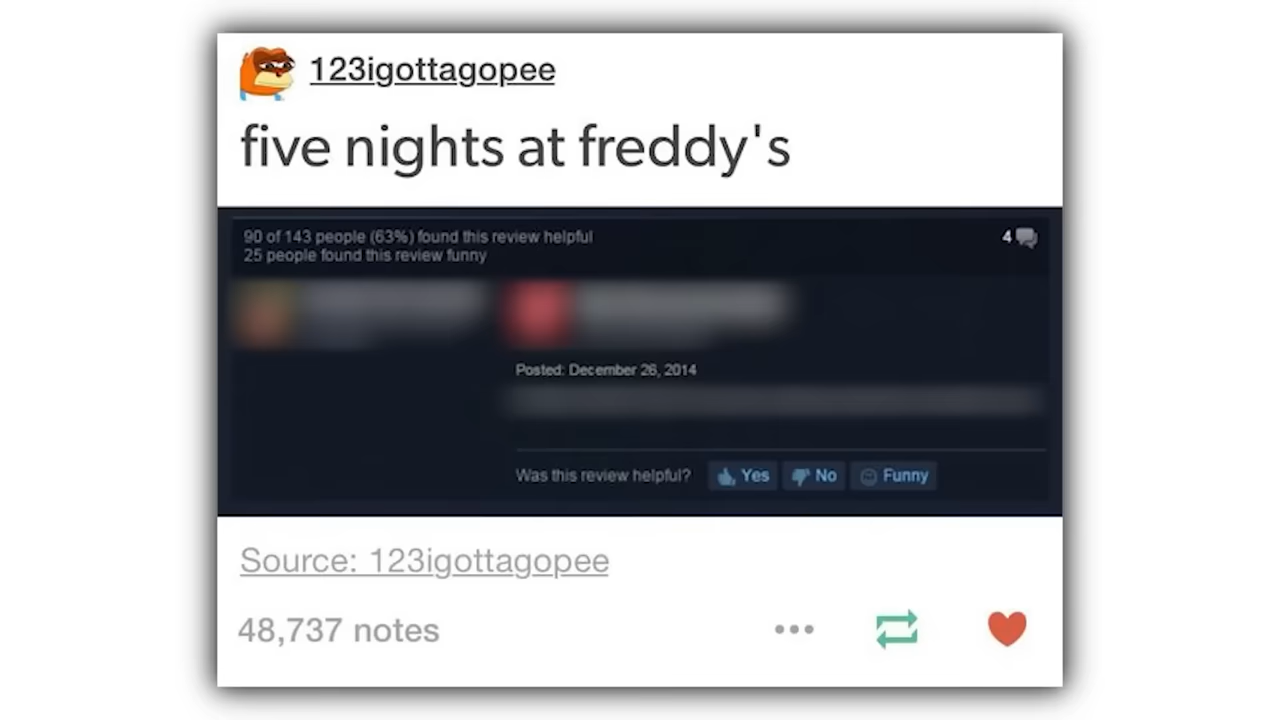 123igottagopee
five nights at freddy's
90 of 143 people (63%) found this review helpful
25 people found this review funny
4
Posted: December 26, 2014
Was this review helpful? Yes No Funny
Source: 123igottagopee
48,737 notes